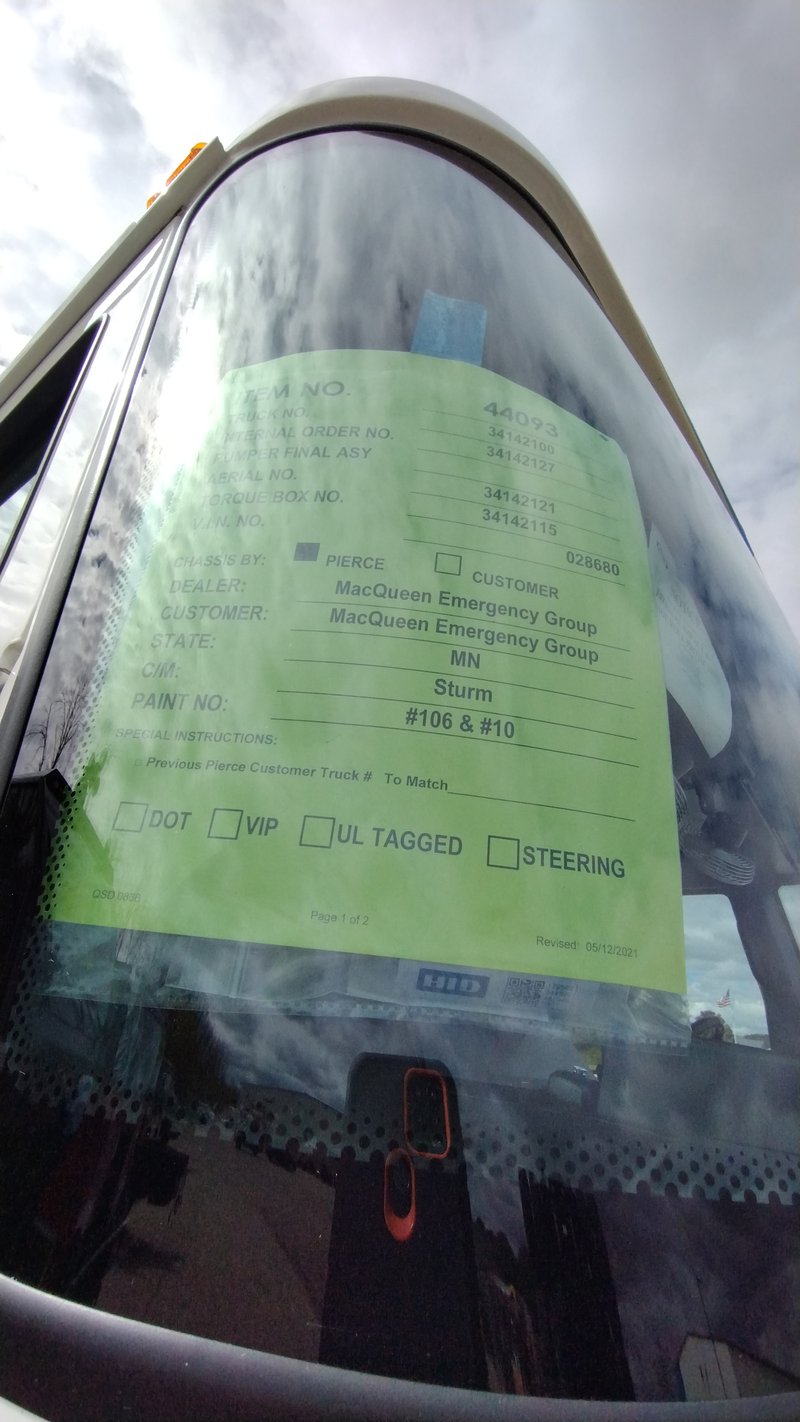 ITEM NO. 44093
TRUCK NO. 34142100
INTERNAL ORDER NO. 34142127
PUMPER FINAL ASY
AERIAL NO. 34142121
TORQUE BOX NO. 34142115
V.I.N. NO. 028680
CHASSIS BY: PIERCE CUSTOMER
DEALER: MacQueen Emergency Group
CUSTOMER: MacQueen Emergency Group
STATE: MN
C/M: Sturm
PAINT NO: #106 & #10
SPECIAL INSTRUCTIONS:
Previous Pierce Customer Truck # To Match
DOT VIP UL TAGGED STEERING
Page 1 of 2
Revised: 05/12/2021
HID